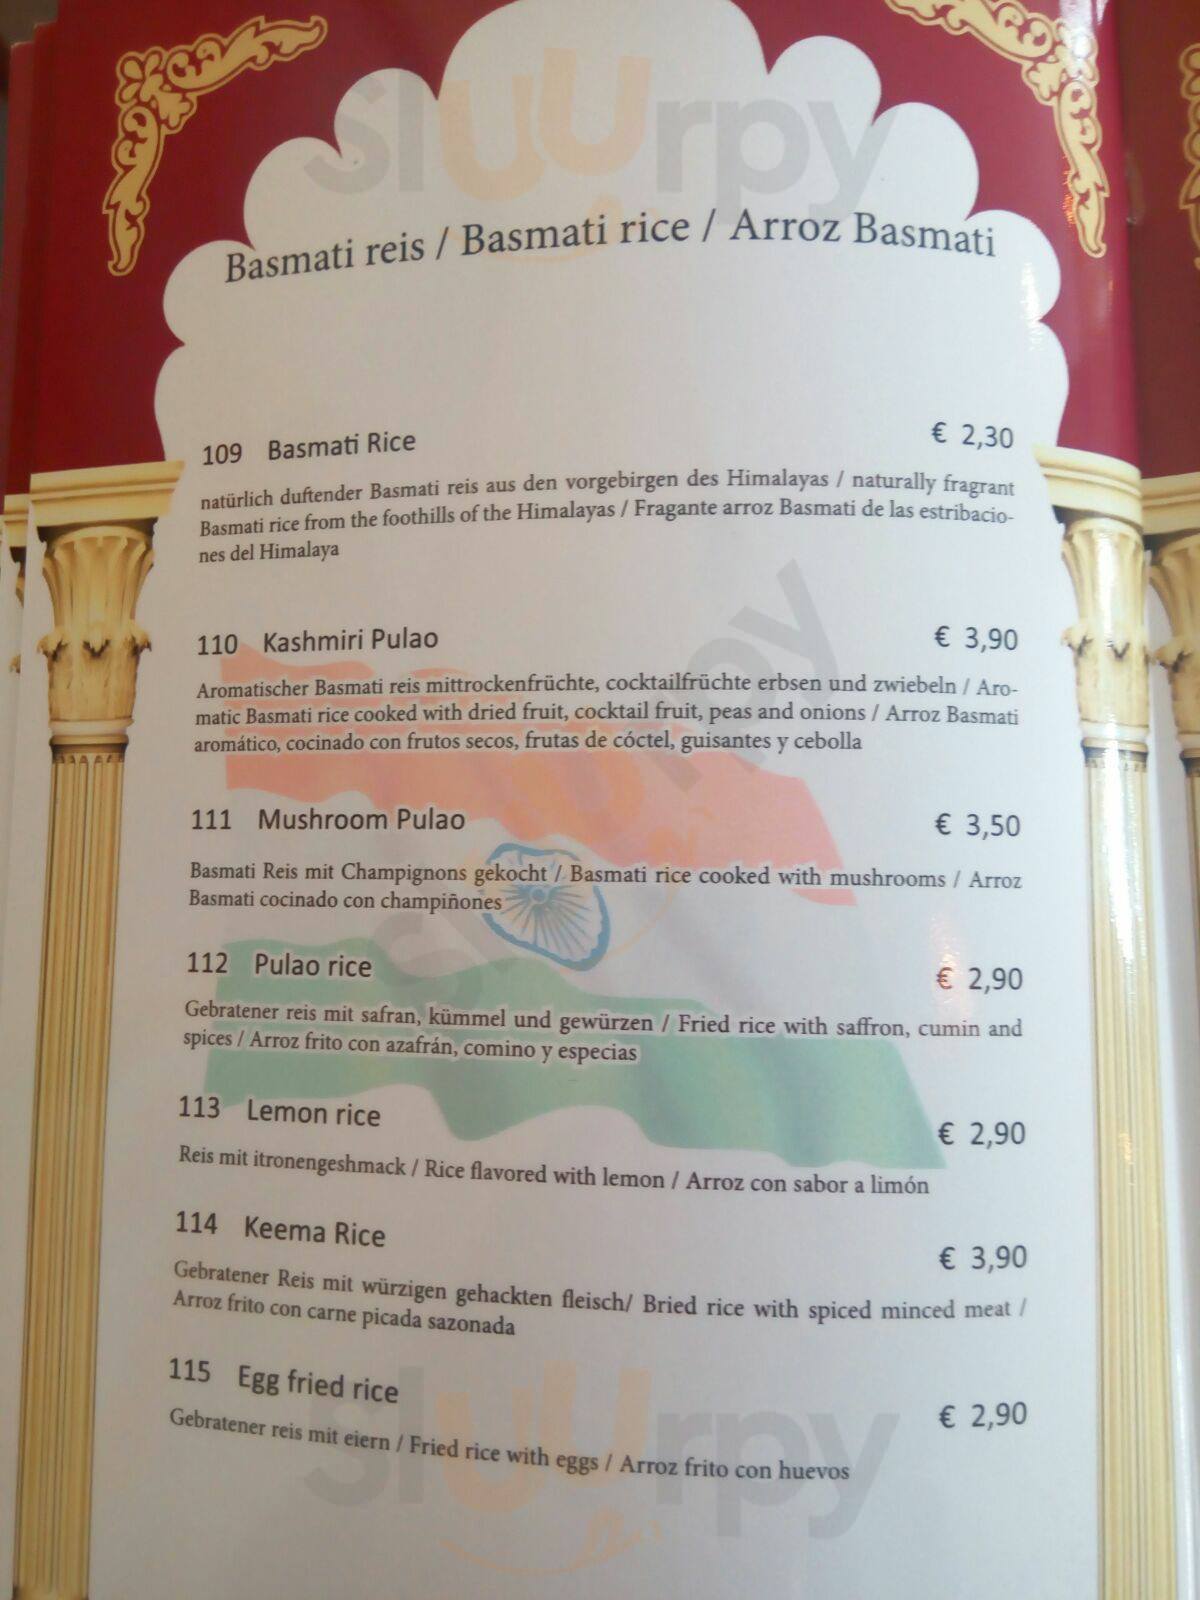 Sluurpy
Basmati reis / Basmati rice / Arroz Basmati
109 Basmati Rice € 2,30
natürlich duftender Basmati reis aus den vorgebirgen des Himalayas / naturally fragrant
Basmati rice from the foothills of the Himalayas / Fragante arroz Basmati de las estribacio-
nes del Himalaya
110 Kashmiri Pulao € 3,90
Aromatischer Basmati reis mittrockenfrüchte, cocktailfrüchte erbsen und zwiebeln / Aro-
matic Basmati rice cooked with dried fruit, cocktail fruit, peas and onions / Arroz Basmati
aromático, cocinado con frutos secos, frutas de cóctel, guisantes y cebolla
Sluurpy
111 Mushroom Pulao € 3,50
Basmati Reis mit Champignons gekocht / Basmati rice cooked with mushrooms / Arroz
Basmati cocinado con champiñones
112 Pulao rice € 2,90
Gebratener reis mit safran, kümmel und gewürzen / Fried rice with saffron, cumin and
spices / Arroz frito con azafrán, comino y especias
113 Lemon rice € 2,90
Reis mit itronengeshmack / Rice flavored with lemon / Arroz con sabor a limón
114 Keema Rice € 3,90
Gebratener Reis mit würzigen gehackten fleisch/ Bried rice with spiced minced meat /
Arroz frito con carne picada sazonada
115 Egg fried rice € 2,90
Gebratener reis mit eiern / Fried rice with eggs / Arroz frito con huevos
Sluurpy